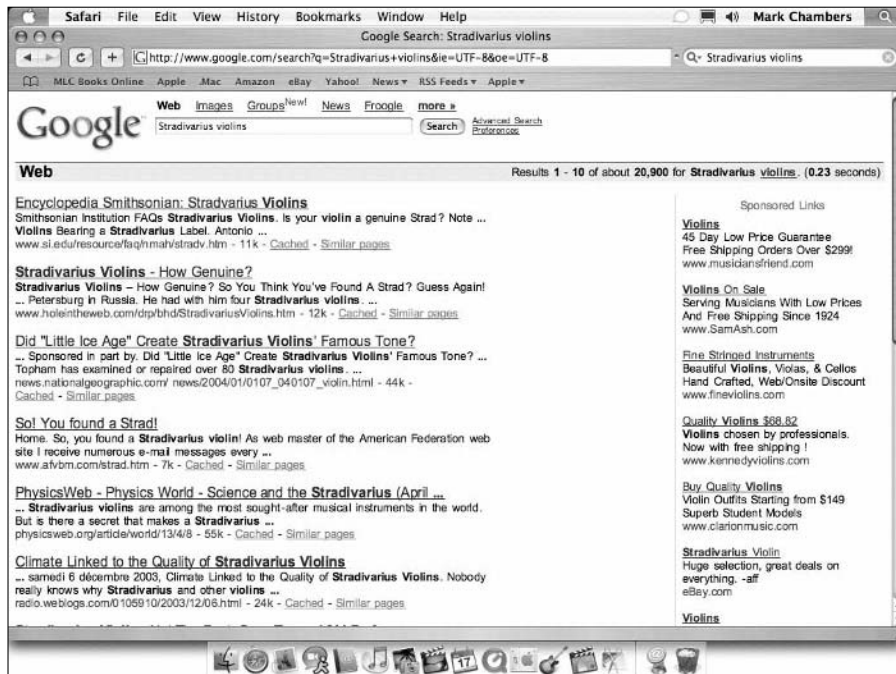 Safari File Edit View History Bookmarks Window Help Mark Chambers
Google Search: Stradivarius violins
G http://www.google.com/search?q=Stradivarius+violins&ie=UTF-8&oe=UTF-8 Stradivarius violins
MLC Books Online Apple .Mac Amazon eBay Yahoo! News RSS Feeds Apple
Google
Web Images Groups New! News Froogle more »
Stradivarius violins Search Advanced Search
Preferences
Web Results 1 - 10 of about 20,900 for Stradivarius violins. (0.23 seconds)
Encyclopedia Smithsonian: Stradvarius Violins
Smithsonian Institution FAQs Stradivarius Violins. Is your violin a genuine Strad? Note ...
Violins Bearing a Stradivarius Label. Antonio ...
www.si.edu/resource/faq/nmah/stradv.htm - 11k - Cached - Similar pages
Stradivarius Violins - How Genuine?
Stradivarius Violins – How Genuine? So You Think You've Found A Strad? Guess Again!
... Petersburg in Russia. He had with him four Stradivarius violins. ...
www.holeintheweb.com/drp/bhd/StradivariusViolins.htm - 12k - Cached - Similar pages
Did "Little Ice Age" Create Stradivarius Violins' Famous Tone?
... Sponsored in part by. Did "Little Ice Age" Create Stradivarius Violins' Famous Tone? ...
Topham has examined or repaired over 80 Stradivarius violins. ...
news.nationalgeographic.com/ news/2004/01/0107_040107_violin.html - 44k -
Cached - Similar pages
So! You found a Strad!
Home. So, you found a Stradivarius violin! As web master of the American Federation web
site I receive numerous e-mail messages every ...
www.afvbm.com/strad.htm - 7k - Cached - Similar pages
PhysicsWeb - Physics World - Science and the Stradivarius (April ...
... Stradivarius violins are among the most sought-after musical instruments in the world.
But is there a secret that makes a Stradivarius ...
physicsweb.org/article/world/13/4/8 - 55k - Cached - Similar pages
Climate Linked to the Quality of Stradivarius Violins
... samedi 6 décembre 2003, Climate Linked to the Quality of Stradivarius Violins. Nobody
really knows why Stradivarius and other violins ...
radio.weblogs.com/0105910/2003/12/06.html - 24k - Cached - Similar pages
Sponsored Links
Violins
45 Day Low Price Guarantee
Free Shipping Orders Over $299!
www.musiciansfriend.com
Violins On Sale
Serving Musicians With Low Prices
And Free Shipping Since 1924
www.SamAsh.com
Fine Stringed Instruments
Beautiful Violins, Violas, & Cellos
Hand Crafted, Web/Onsite Discount
www.fineviolins.com
Quality Violins $68.82
Violins chosen by professionals.
Now with free shipping !
www.kennedyviolins.com
Buy Quality Violins
Violin Outfits Starting from $149
Superb Student Models
www.clarionmusic.com
Stradivarius Violin
Huge selection, great deals on
everything. -aff
eBay.com
Violins
17